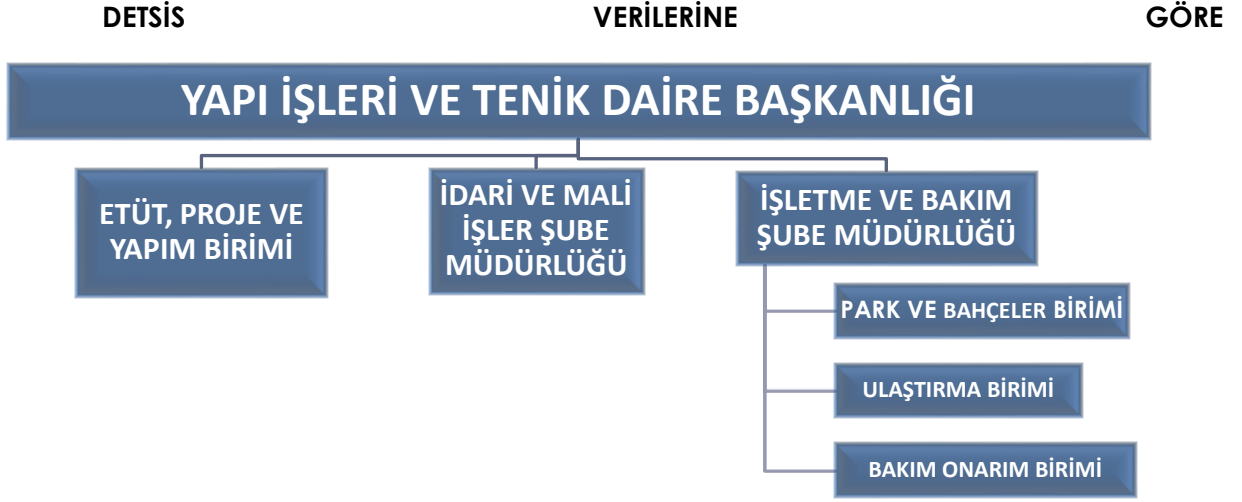 DETSİS VERİLERİNE GÖRE
YAPI İŞLERİ VE TENİK DAİRE BAŞKANLIĞI
ETÜT, PROJE VE
YAPIM BİRİMİ
İDARİ VE MALİ
İŞLER ŞUBE
MÜDÜRLÜĞÜ
İŞLETME VE BAKIM
ŞUBE MÜDÜRLÜĞÜ
PARK VE BAHÇELER BİRİMİ
ULAŞTIRMA BİRİMİ
BAKIM ONARIM BİRİMİ